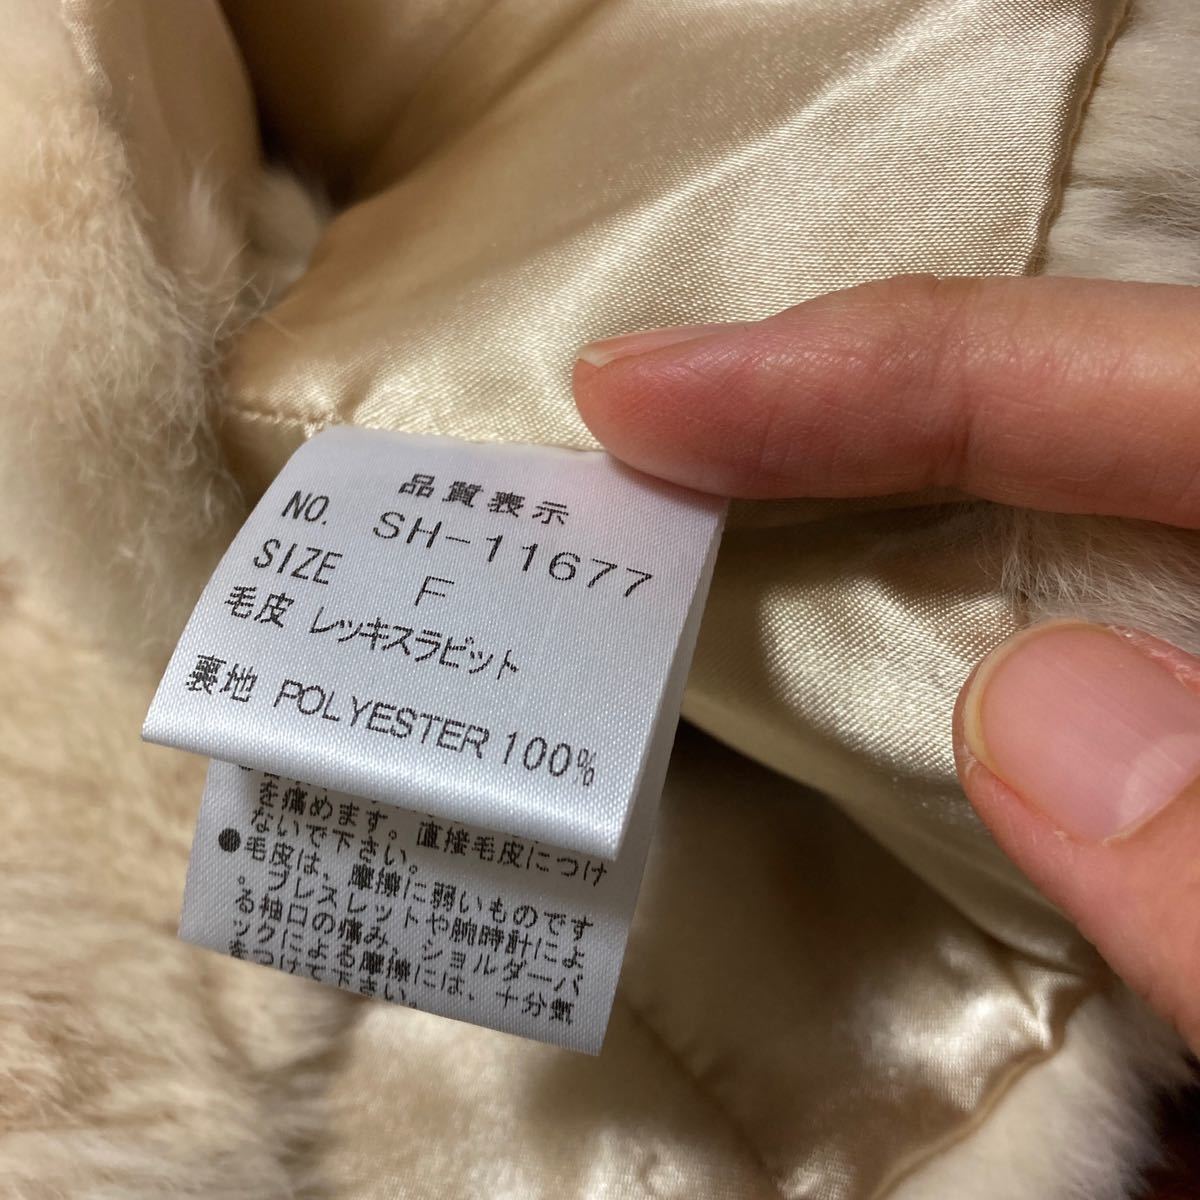 品質表示
NO. SH-11677
SIZE F
毛皮 レッキスラビット
裏地 POLYESTER 100%
を痛めます。直接毛皮につけ
ないで下さい。
●毛皮は、摩擦に弱いものです
。ブレスレットや腕時計によ
る袖口の痛み、ショルダーバ
ックによる摩擦には、十分気
をつけて下さい。